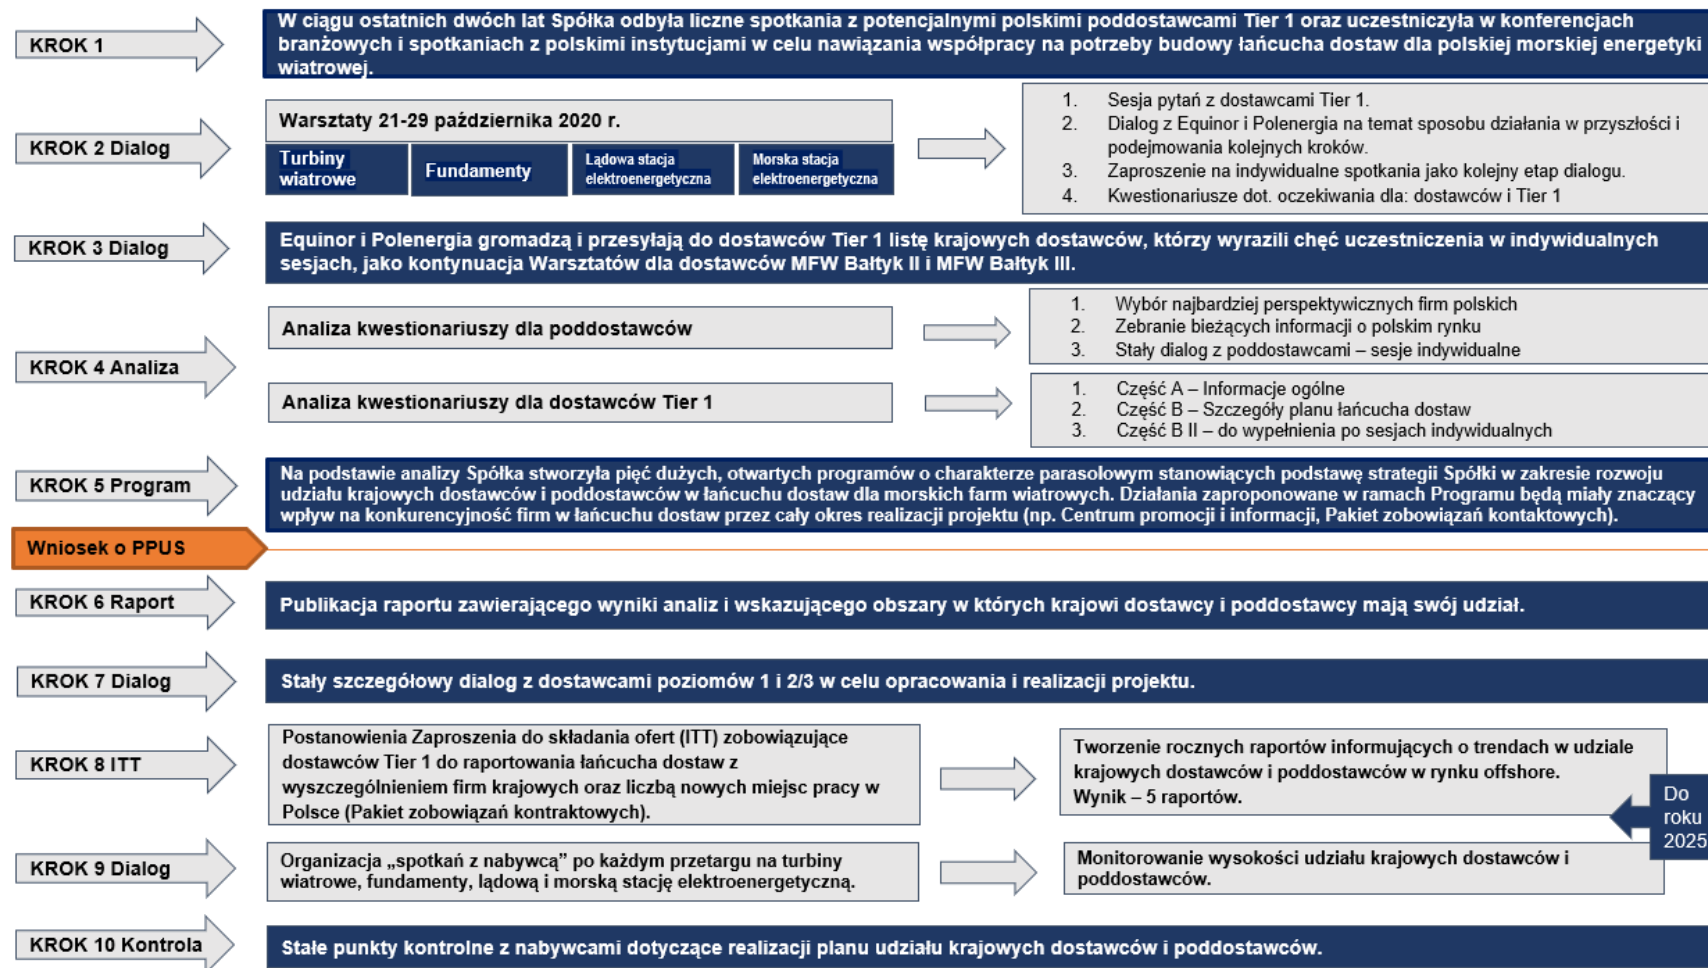 KROK 1
W ciągu ostatnich dwóch lat Spółka odbyła liczne spotkania z potencjalnymi polskimi poddostawcami Tier 1 oraz uczestniczyła w konferencjach
branżowych i spotkaniach z polskimi instytucjami w celu nawiązania współpracy na potrzeby budowy łańcucha dostaw dla polskiej morskiej energetyki
wiatrowej.
KROK 2 Dialog
Warsztaty 21-29 października 2020 r.
Turbiny
wiatrowe
Fundamenty
Lądowa stacja
elektroenergetyczna
Morska stacja
elektroenergetyczna
1. Sesja pytań z dostawcami Tier 1.
2. Dialog z Equinor i Polenergia na temat sposobu działania w przyszłości i
podejmowania kolejnych kroków.
3. Zaproszenie na indywidualne spotkania jako kolejny etap dialogu.
4. Kwestionariusze dot. oczekiwania dla: dostawców i Tier 1
KROK 3 Dialog
Equinor i Polenergia gromadzą i przesyłają do dostawców Tier 1 listę krajowych dostawców, którzy wyrazili chęć uczestniczenia w indywidualnych
sesjach, jako kontynuacja Warsztatów dla dostawców MFW Bałtyk II i MFW Bałtyk III.
KROK 4 Analiza
Analiza kwestionariuszy dla poddostawców
1. Wybór najbardziej perspektywicznych firm polskich
2. Zebranie bieżących informacji o polskim rynku
3. Stały dialog z poddostawcami – sesje indywidualne
Analiza kwestionariuszy dla dostawców Tier 1
1. Część A – Informacje ogólne
2. Część B – Szczegóły planu łańcucha dostaw
3. Część B II – do wypełnienia po sesjach indywidualnych
KROK 5 Program
Na podstawie analizy Spółka stworzyła pięć dużych, otwartych programów o charakterze parasolowym stanowiących podstawę strategii Spółki w zakresie rozwoju
udziału krajowych dostawców i poddostawców w łańcuchu dostaw dla morskich farm wiatrowych. Działania zaproponowane w ramach Programu będą miały znaczący
wpływ na konkurencyjność firm w łańcuchu dostaw przez cały okres realizacji projektu (np. Centrum promocji i informacji, Pakiet zobowiązań kontaktowych).
Wniosek o PPUS
KROK 6 Raport
Publikacja raportu zawierającego wyniki analiz i wskazującego obszary w których krajowi dostawcy i poddostawcy mają swój udział.
KROK 7 Dialog
Stały szczegółowy dialog z dostawcami poziomów 1 i 2/3 w celu opracowania i realizacji projektu.
KROK 8 ITT
Postanowienia Zaproszenia do składania ofert (ITT) zobowiązujące
dostawców Tier 1 do raportowania łańcucha dostaw z
wyszczególnieniem firm krajowych oraz liczbą nowych miejsc pracy w
Polsce (Pakiet zobowiązań kontraktowych).
Tworzenie rocznych raportów informujących o trendach w udziale
krajowych dostawców i poddostawców w rynku offshore.
Wynik – 5 raportów.
Do
roku
2025
KROK 9 Dialog
Organizacja „spotkań z nabywcą” po każdym przetargu na turbiny
wiatrowe, fundamenty, lądową i morską stację elektroenergetyczną.
Monitorowanie wysokości udziału krajowych dostawców i
poddostawców.
KROK 10 Kontrola
Stałe punkty kontrolne z nabywcami dotyczące realizacji planu udziału krajowych dostawców i poddostawców.